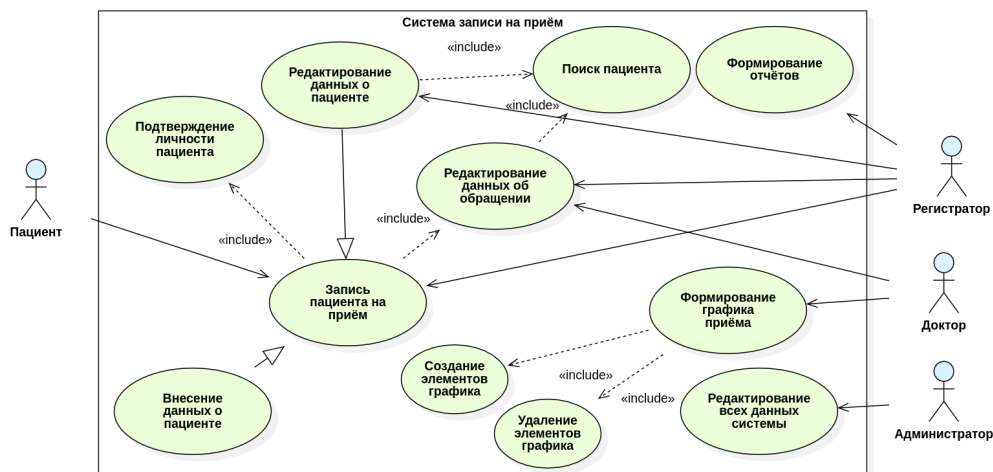 Система записи на приём
«include»
Редактирование
данных о
пациенте
Поиск пациента
Формирование
отчётов
«include»
Подтверждение
личности
пациента
Редактирование
данных об
обращении
Регистратор
Пациент
«include»
«include»
Запись
пациента на
приём
Формирование
графика
приёма
Доктор
Создание
элементов
графика
«include»
«include»
Внесение
данных о
пациенте
Удаление
элементов
графика
Редактирование
всех данных
системы
Администратор